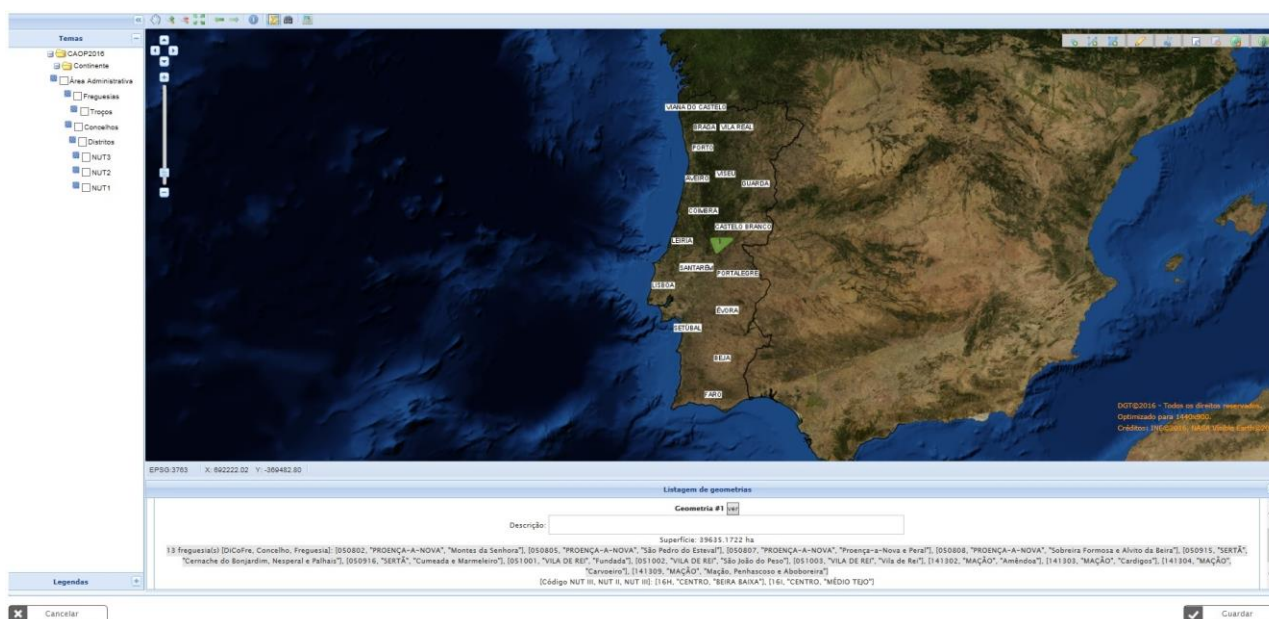 Temas
CAOP2016
Continente
Área Administrativa
Freguesias
Troços
Concelhos
Distritos
NUT3
NUT2
NUT1
Legendas
VIANA DO CASTELO
BRAGA
VILA REAL
PORTO
AVEIRO
VISEU
GUARDA
COIMBRA
CASTELO BRANCO
LEIRIA
SANTARÉM
PORTALEGRE
LISBOA
ÉVORA
SETÚBAL
BEJA
FARO
DGT@2016 - Todos os direitos reservados.
Optimizado para 1440x900.
EPSG:3763 X: 692222.02 Y: -369482.80
Listagem de geometrias
Geometria #1 ver
Descrição:
Superfície: 39635.1722 ha
13 freguesia(s) [DiCoFre, Concelho, Freguesia]: [050802, "PROENÇA-A-NOVA", "Montes da Senhora"], [050805, "PROENÇA-A-NOVA", "São Pedro do Esteval"], [050807, "PROENÇA-A-NOVA", "Proença-a-Nova e Peral"], [050808, "PROENÇA-A-NOVA", "Sobreira Formosa e Alvito da Beira"], [050915, "SERTÃ",
"Cernache do Bonjardim, Nesperal e Palhais"], [050916, "SERTÃ", "Cumeada e Marmeleiro"], [051001, "VILA DE REI", "Fundada"], [051002, "VILA DE REI", "São João do Peso"], [051003, "VILA DE REI", "Vila de Rei"], [141302, "MAÇÃO", "Amêndoa"], [141303, "MAÇÃO", "Cardigos"], [141304, "MAÇÃO",
"Carvoeiro"], [141309, "MAÇÃO", "Mação, Penhascoso e Aboboreira"]
[Código NUT III, NUT II, NUT III]: [16H, "CENTRO, "BEIRA BAIXA"], [16I, "CENTRO, "MÉDIO TEJO"]
Cancelar
Guardar